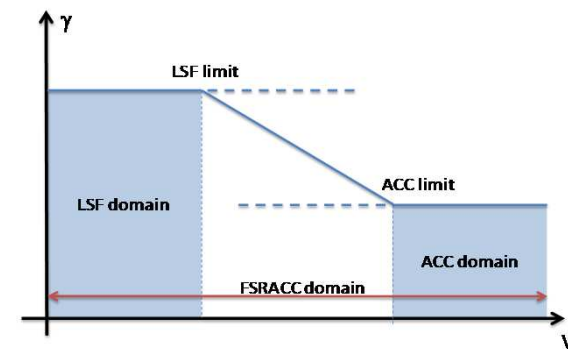 γ
LSF limit
ACC limit
LSF domain
ACC domain
FSRACC domain
V